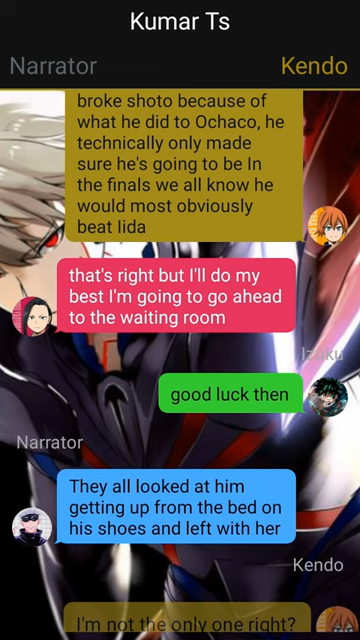 Kumar Ts
Narrator
Kendo
broke shoto because of
what he did to Ochaco, he
technically only made
sure he's going to be In
the finals we all know he
would most obviously
beat Iida
that's right but I'll do my
best I'm going to go ahead
to the waiting room
Izuku
good luck then
Narrator
They all looked at him
getting up from the bed on
his shoes and left with her
Kendo
I'm not the only one right?